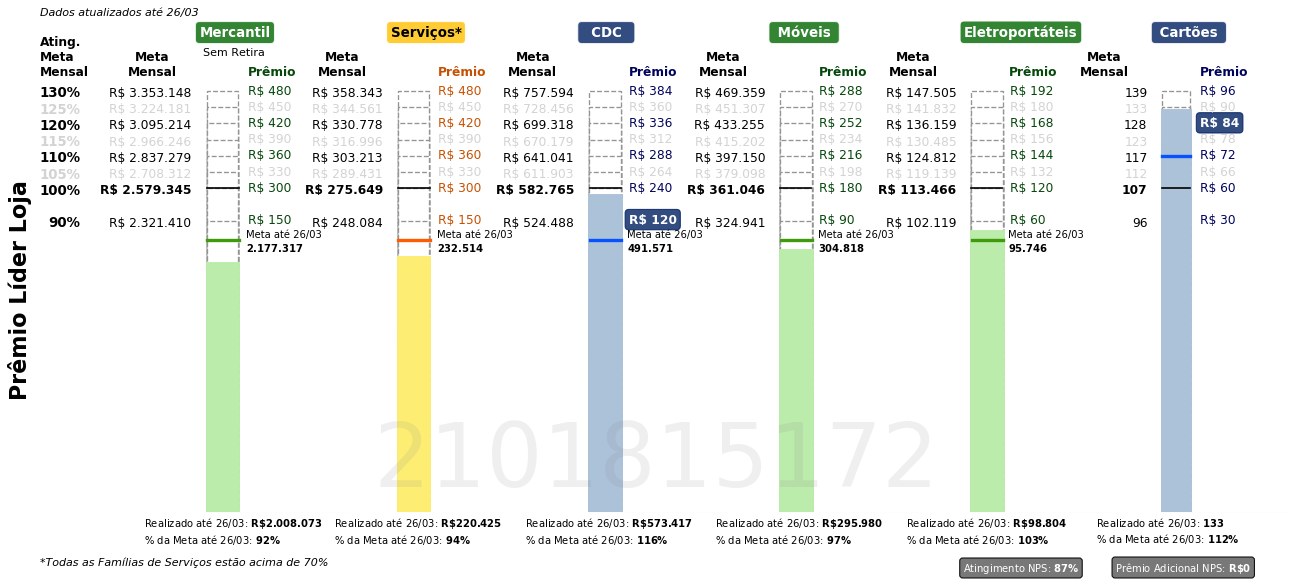 Dados atualizados até 26/03
Mercantil Serviços* CDC Móveis Eletroportáteis Cartões
Sem Retira
Ating. Meta Mensal Meta Mensal Prêmio Meta Mensal Prêmio Meta Mensal Prêmio Meta Mensal Prêmio Meta Mensal Prêmio Meta Mensal Prêmio
130% R$ 3.353.148 R$ 480 R$ 358.343 R$ 480 R$ 757.594 R$ 384 R$ 469.359 R$ 288 R$ 147.505 R$ 192 139 R$ 96
125% R$ 3.224.181 R$ 450 R$ 344.561 R$ 450 R$ 728.456 R$ 360 R$ 451.307 R$ 270 R$ 141.832 R$ 180 133 R$ 90
120% R$ 3.095.214 R$ 420 R$ 330.778 R$ 420 R$ 699.318 R$ 336 R$ 433.255 R$ 252 R$ 136.159 R$ 168 128 R$ 84
115% R$ 2.966.246 R$ 390 R$ 316.996 R$ 390 R$ 670.179 R$ 312 R$ 415.202 R$ 234 R$ 130.485 R$ 156 123 R$ 78
110% R$ 2.837.279 R$ 360 R$ 303.213 R$ 360 R$ 641.041 R$ 288 R$ 397.150 R$ 216 R$ 124.812 R$ 144 117 R$ 72
105% R$ 2.708.312 R$ 330 R$ 289.431 R$ 330 R$ 611.903 R$ 264 R$ 379.098 R$ 198 R$ 119.139 R$ 132 112 R$ 66
100% R$ 2.579.345 R$ 300 R$ 275.649 R$ 300 R$ 582.765 R$ 240 R$ 361.046 R$ 180 R$ 113.466 R$ 120 107 R$ 60
90% R$ 2.321.410 R$ 150 R$ 248.084 R$ 150 R$ 524.488 R$ 120 R$ 324.941 R$ 90 R$ 102.119 R$ 60 96 R$ 30
Meta até 26/03 Meta até 26/03 Meta até 26/03 Meta até 26/03 Meta até 26/03
2.177.317 232.514 491.571 304.818 95.746
Prêmio Líder Loja
2101815172
Realizado até 26/03: R$2.008.073 Realizado até 26/03: R$220.425 Realizado até 26/03: R$573.417 Realizado até 26/03: R$295.980 Realizado até 26/03: R$98.804 Realizado até 26/03: 133
% da Meta até 26/03: 92% % da Meta até 26/03: 94% % da Meta até 26/03: 116% % da Meta até 26/03: 97% % da Meta até 26/03: 103% % da Meta até 26/03: 112%
*Todas as Famílias de Serviços estão acima de 70% Atingimento NPS: 87% Prêmio Adicional NPS: R$0